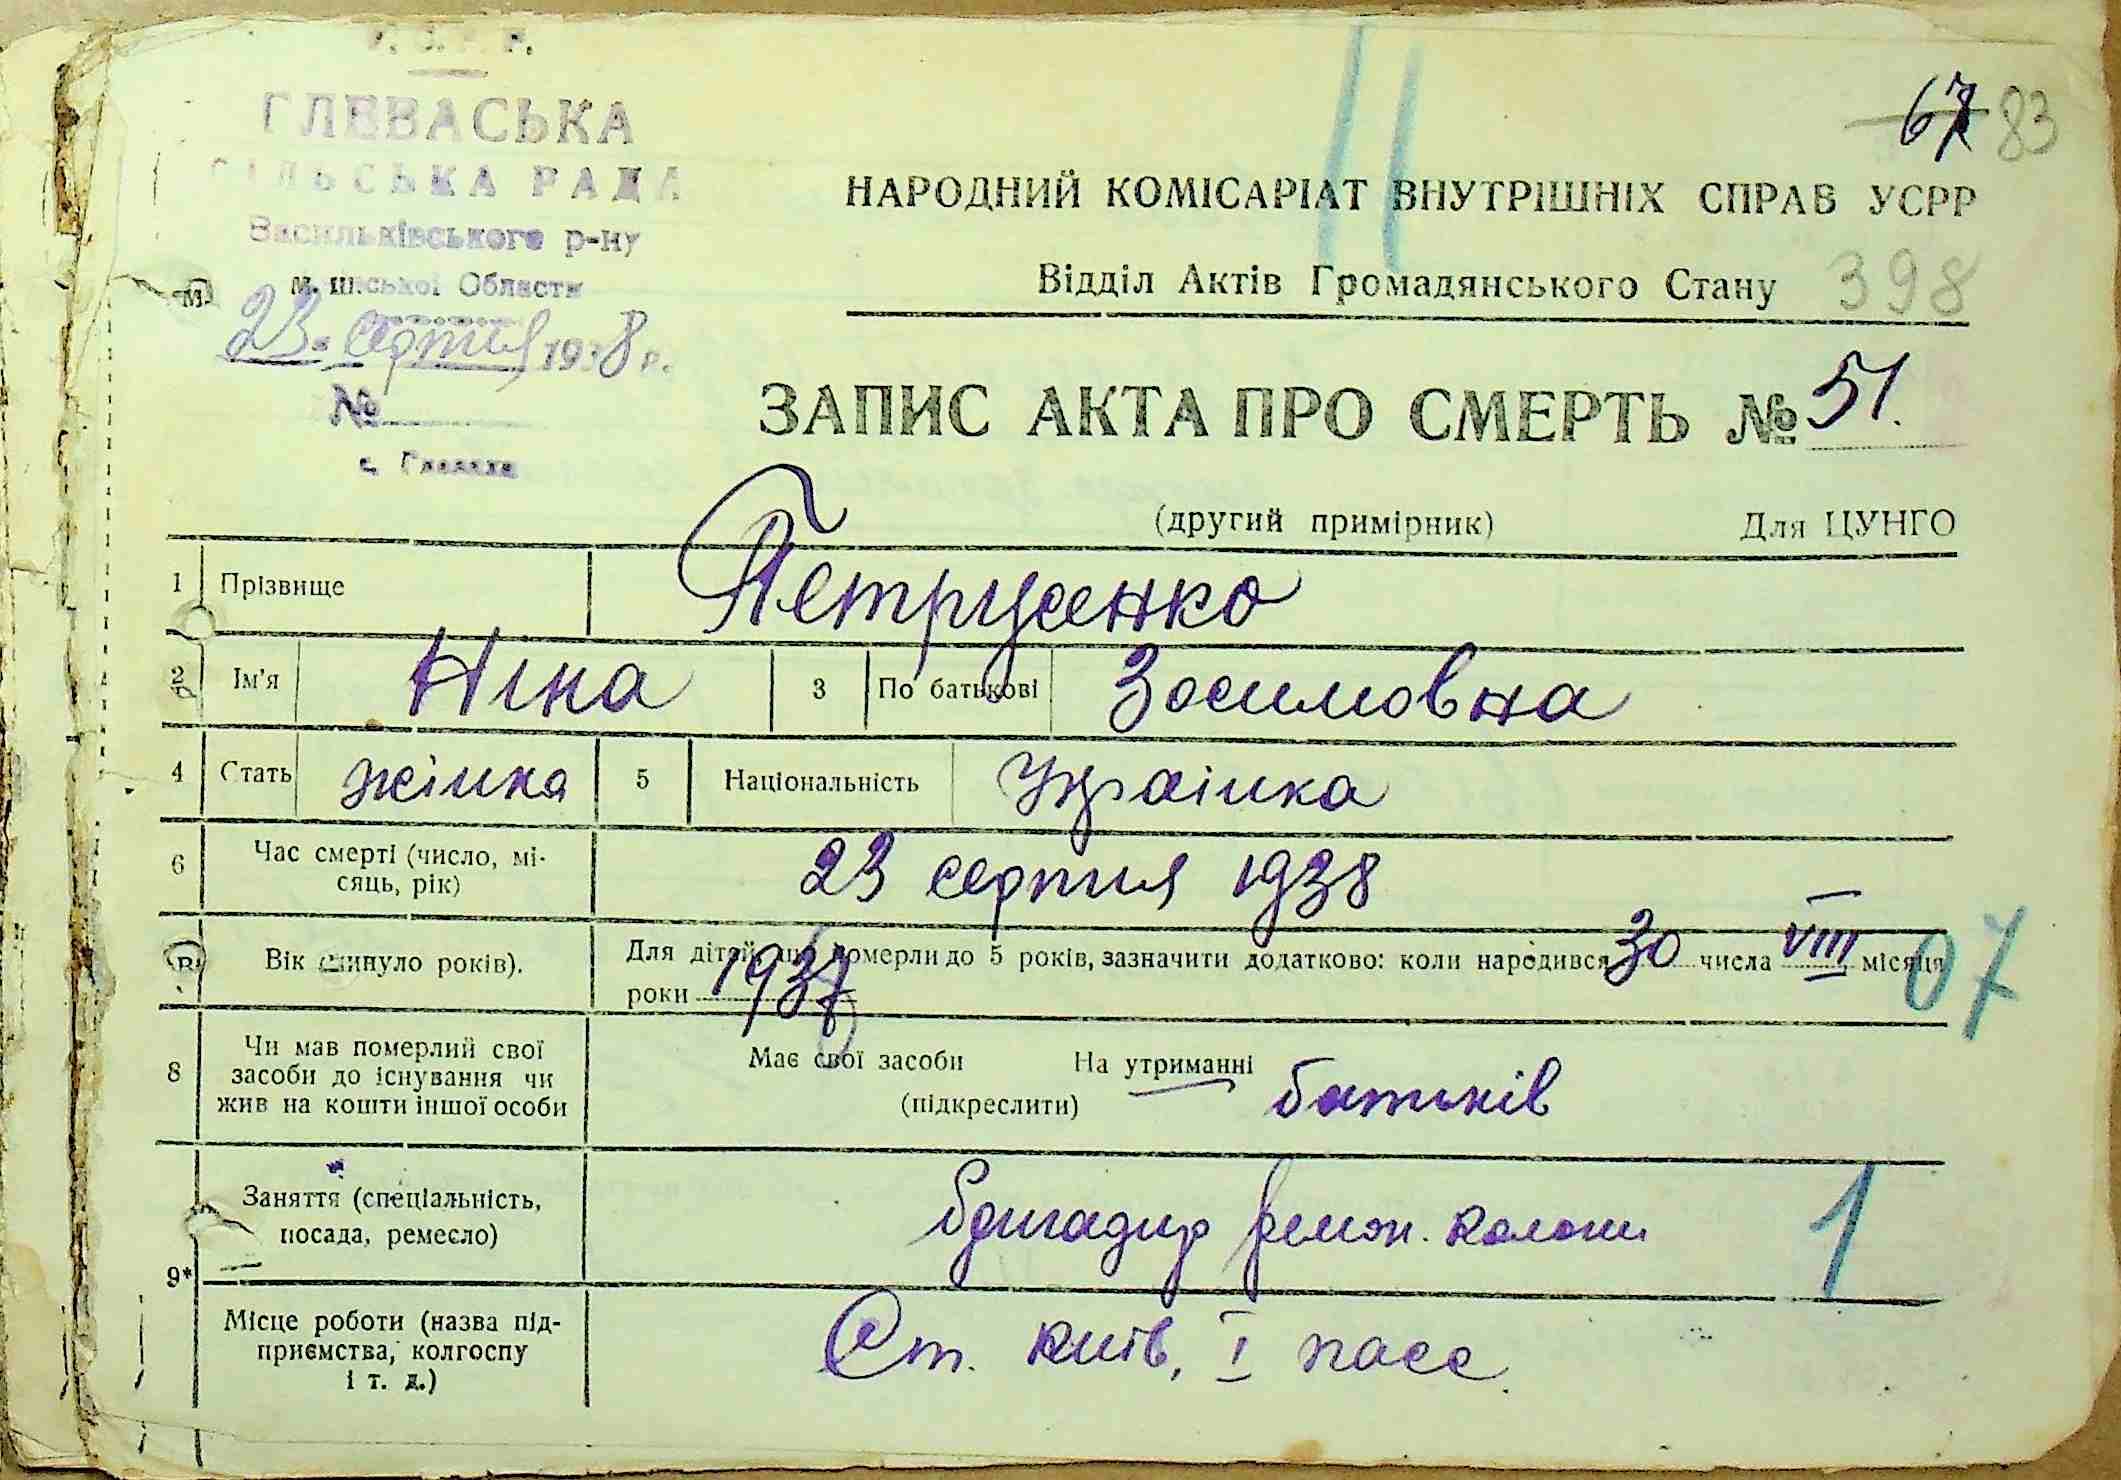 ГЛЕВАСЬКА
СІЛЬСЬКА РАДА
Васильківського р-ну
Області
23. серпня 1938 р.
№
с. Глеваха
67 83
НАРОДНИЙ КОМІСАРІАТ ВНУТРІШНІХ СПРАВ УСРР
Відділ Актів Громадянського Стану 398
ЗАПИС АКТА ПРО СМЕРТЬ № 51.
(другий примірник) Для ЦУНГО
1 Прізвище Петрусенко
2 Ім'я Ніна 3 По батькові Зосимовна
4 Стать жінка 5 Національність Українка
6 Час смерті (число, мі-
сяць, рік) 23 серпня 1938
Вік (минуло років). Для дітей, що померли до 5 років, зазначити додатково: коли народився 30 числа VIII місяця 07
роки 1937
8 Чи мав померлий свої
засоби до існування чи
жив на кошти іншої особи
Має свої засоби На утриманні батьків
(підкреслити)
9* Заняття (спеціальність,
посада, ремесло) бригадир ремон. колони 1
Місце роботи (назва під-
приємства, колгоспу
і т. д.) Ст. Київ, I пасс.